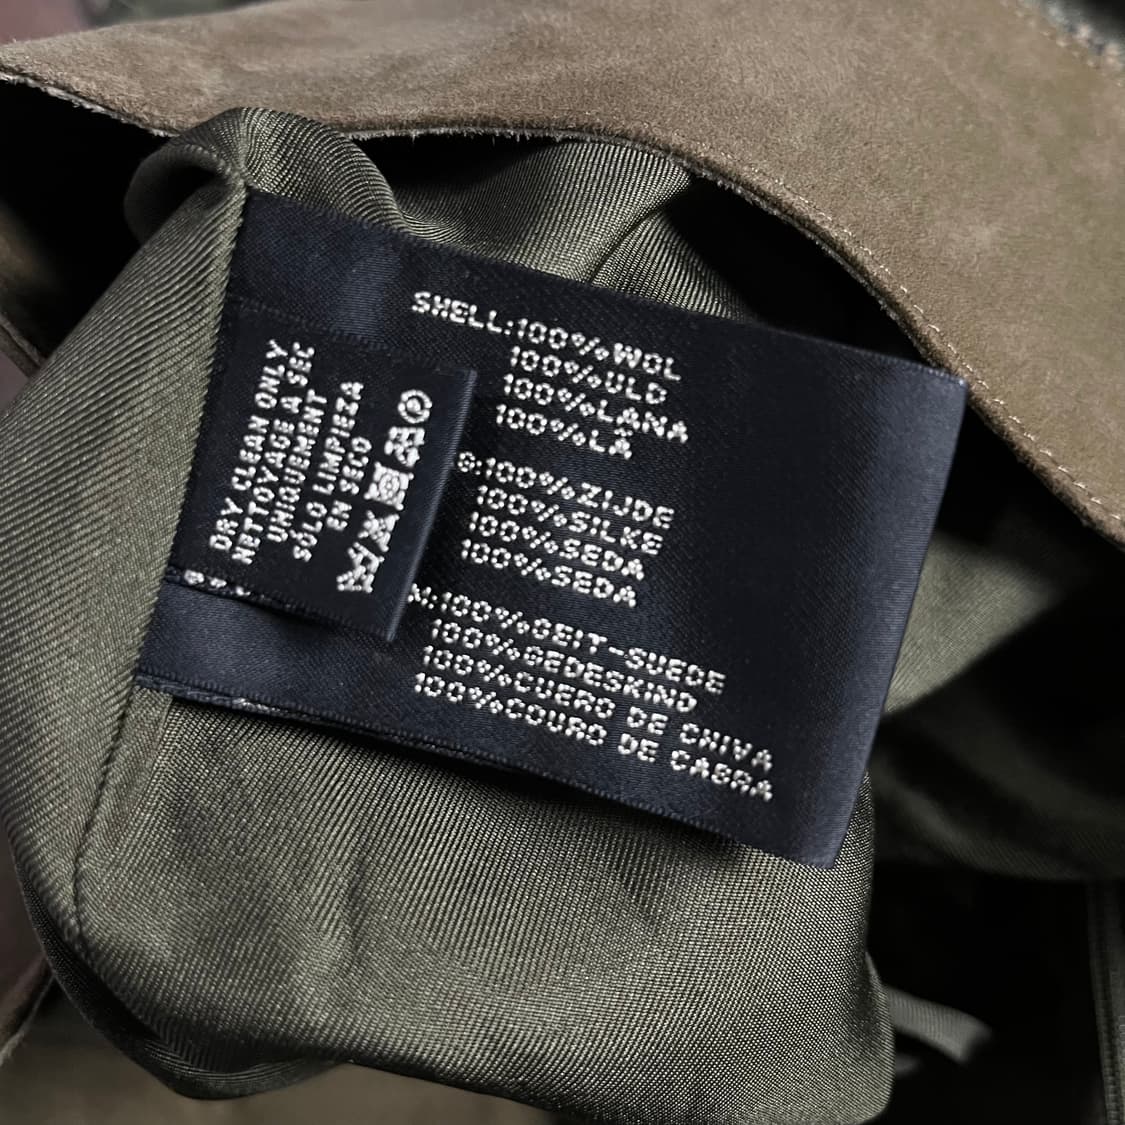 SHELL:100%WOL
100%ULD
100%LANA
100%LÃ
G:100%ZIJDE
100%SILKE
100%SEDA
100%SEDA
M:100%GEIT-SUEDE
100%GEDESKIND
100%CUERO DE CHIVA
100%COURO DE CABRA
DRY CLEAN ONLY
NETTOYAGE A SEC
UNIQUEMENT
SÓLO LIMPIEZA
EN SECO